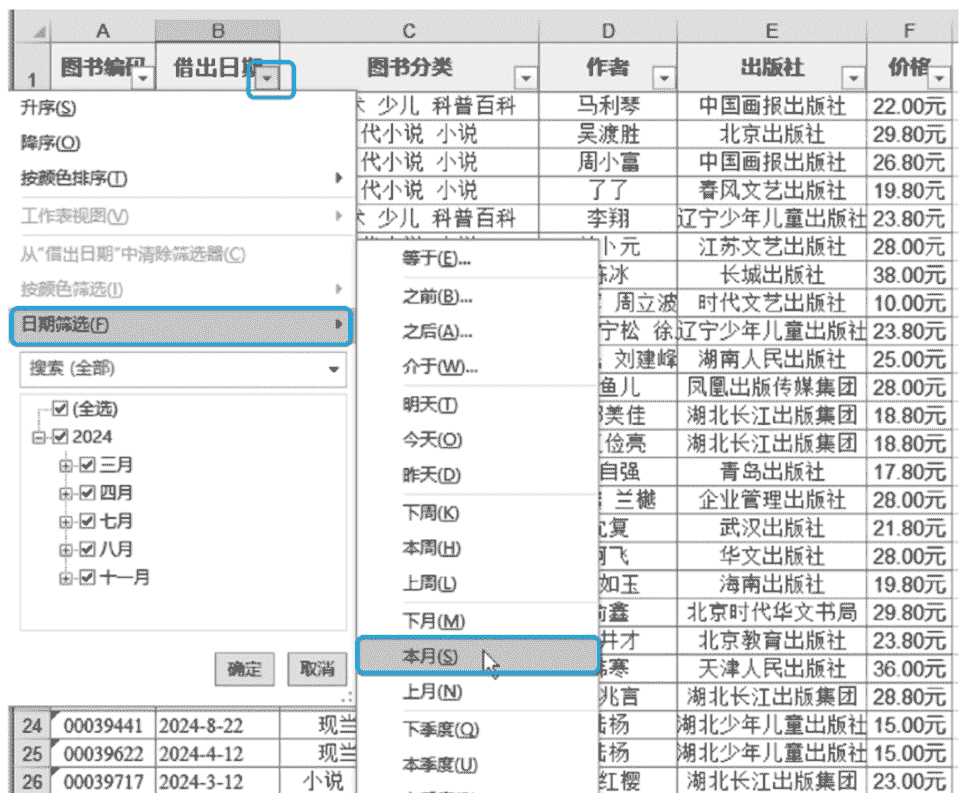 A B C D E F
1 图书编码 借出日期 图书分类 作者 出版社 价格
升序(S) 少儿 科普百科 马利琴 中国画报出版社 22.00元
降序(O) 代小说 小说 吴渡胜 北京出版社 29.80元
代小说 小说 周小富 中国画报出版社 26.80元
按颜色排序(T) 代小说 小说 了了 春风文艺出版社 19.80元
工作表视图(V) 少儿 科普百科 李翔 辽宁少年儿童出版社 23.80元
从"借出日期"中清除筛选器(C) 卜元 江苏文艺出版社 28.00元
等于(E)... 冰 长城出版社 38.00元
按颜色筛选(I) 之前(B)... 周立波 时代文艺出版社 10.00元
日期筛选(F) 之后(A)... 宁松 徐 辽宁少年儿童出版社 23.80元
搜索 (全部) 介于(W)... 刘建峰 湖南人民出版社 25.00元
鱼儿 凤凰出版传媒集团 28.00元
(全选) 明天(T) 美佳 湖北长江出版集团 18.80元
2024 今天(O) 俭亮 湖北长江出版集团 18.80元
三月 昨天(D) 自强 青岛出版社 17.80元
四月 兰樾 企业管理出版社 28.00元
七月 下周(K) 复 武汉出版社 21.80元
八月 本周(H) 飞 华文出版社 28.00元
十一月 上周(L) 如玉 海南出版社 19.80元
下月(M) 鑫 北京时代华文书局 29.80元
井才 北京教育出版社 23.80元
确定 取消 本月(S) 寒 天津人民出版社 36.00元
上月(N) 兆言 湖北长江出版集团 28.80元
24 00039441 2024-8-22 现当 下季度(Q) 杨 湖北少年儿童出版社 15.00元
25 00039622 2024-4-12 现当 本季度(U) 杨 湖北少年儿童出版社 15.00元
26 00039717 2024-3-12 小说 红樱 湖北长江出版集团 23.00元